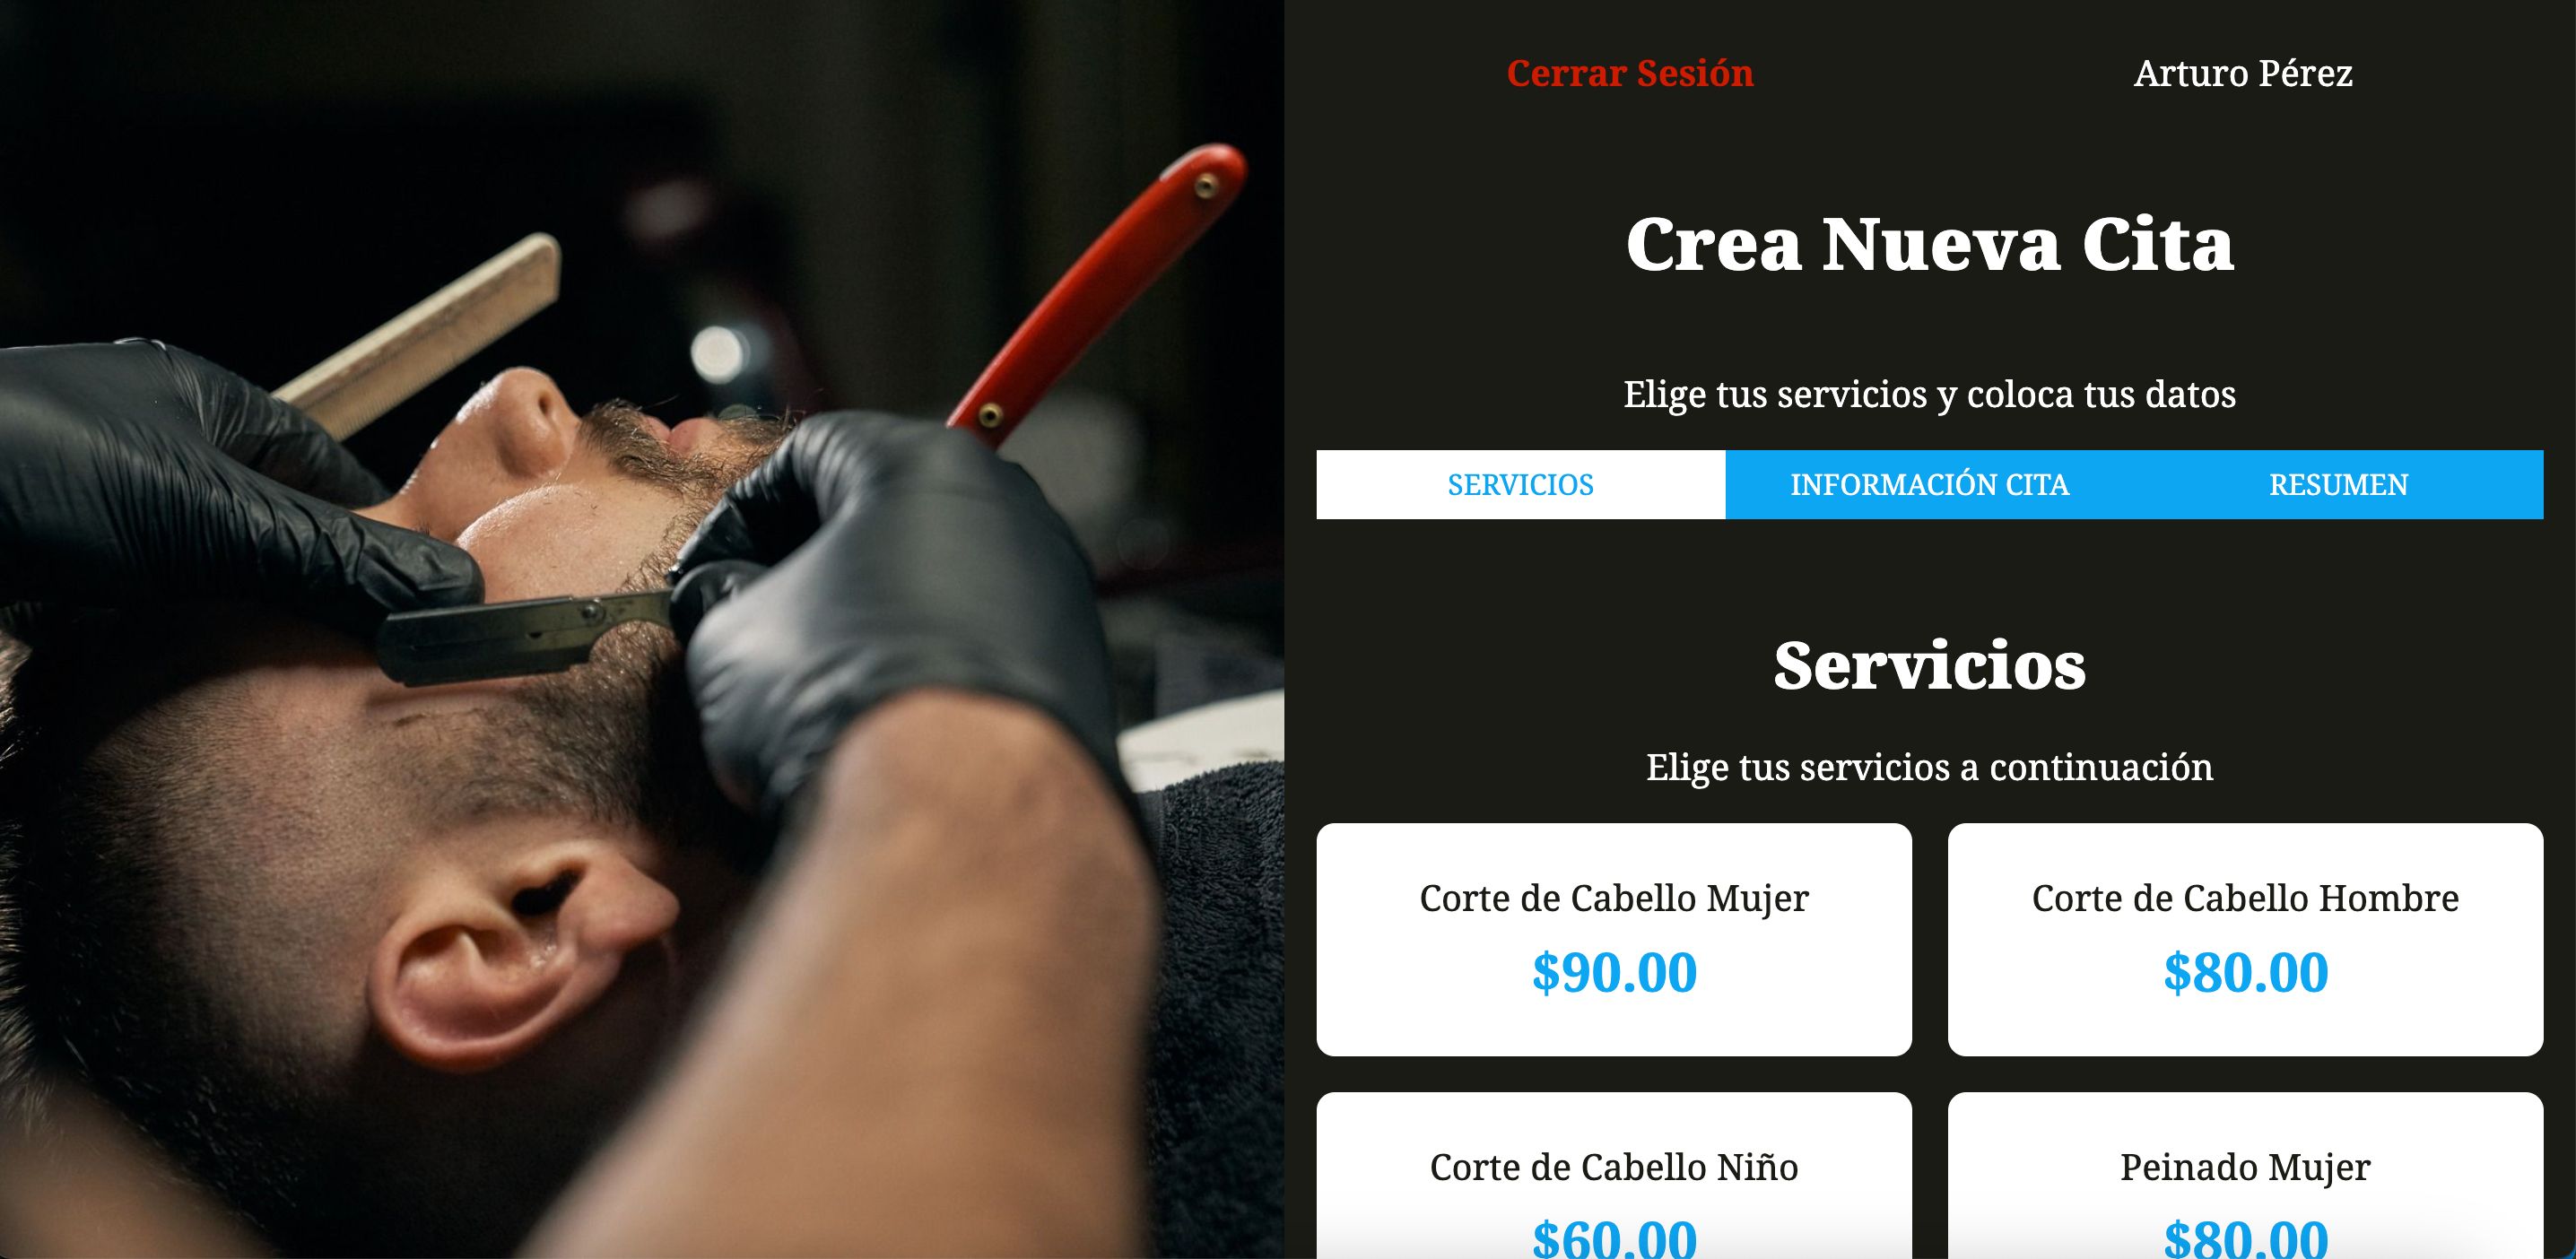 Cerrar Sesión
Arturo Pérez
Crea Nueva Cita
Elige tus servicios y coloca tus datos
SERVICIOS
INFORMACIÓN CITA
RESUMEN
Servicios
Elige tus servicios a continuación
Corte de Cabello Mujer
$90.00
Corte de Cabello Hombre
$80.00
Corte de Cabello Niño
$60.00
Peinado Mujer
$80.00